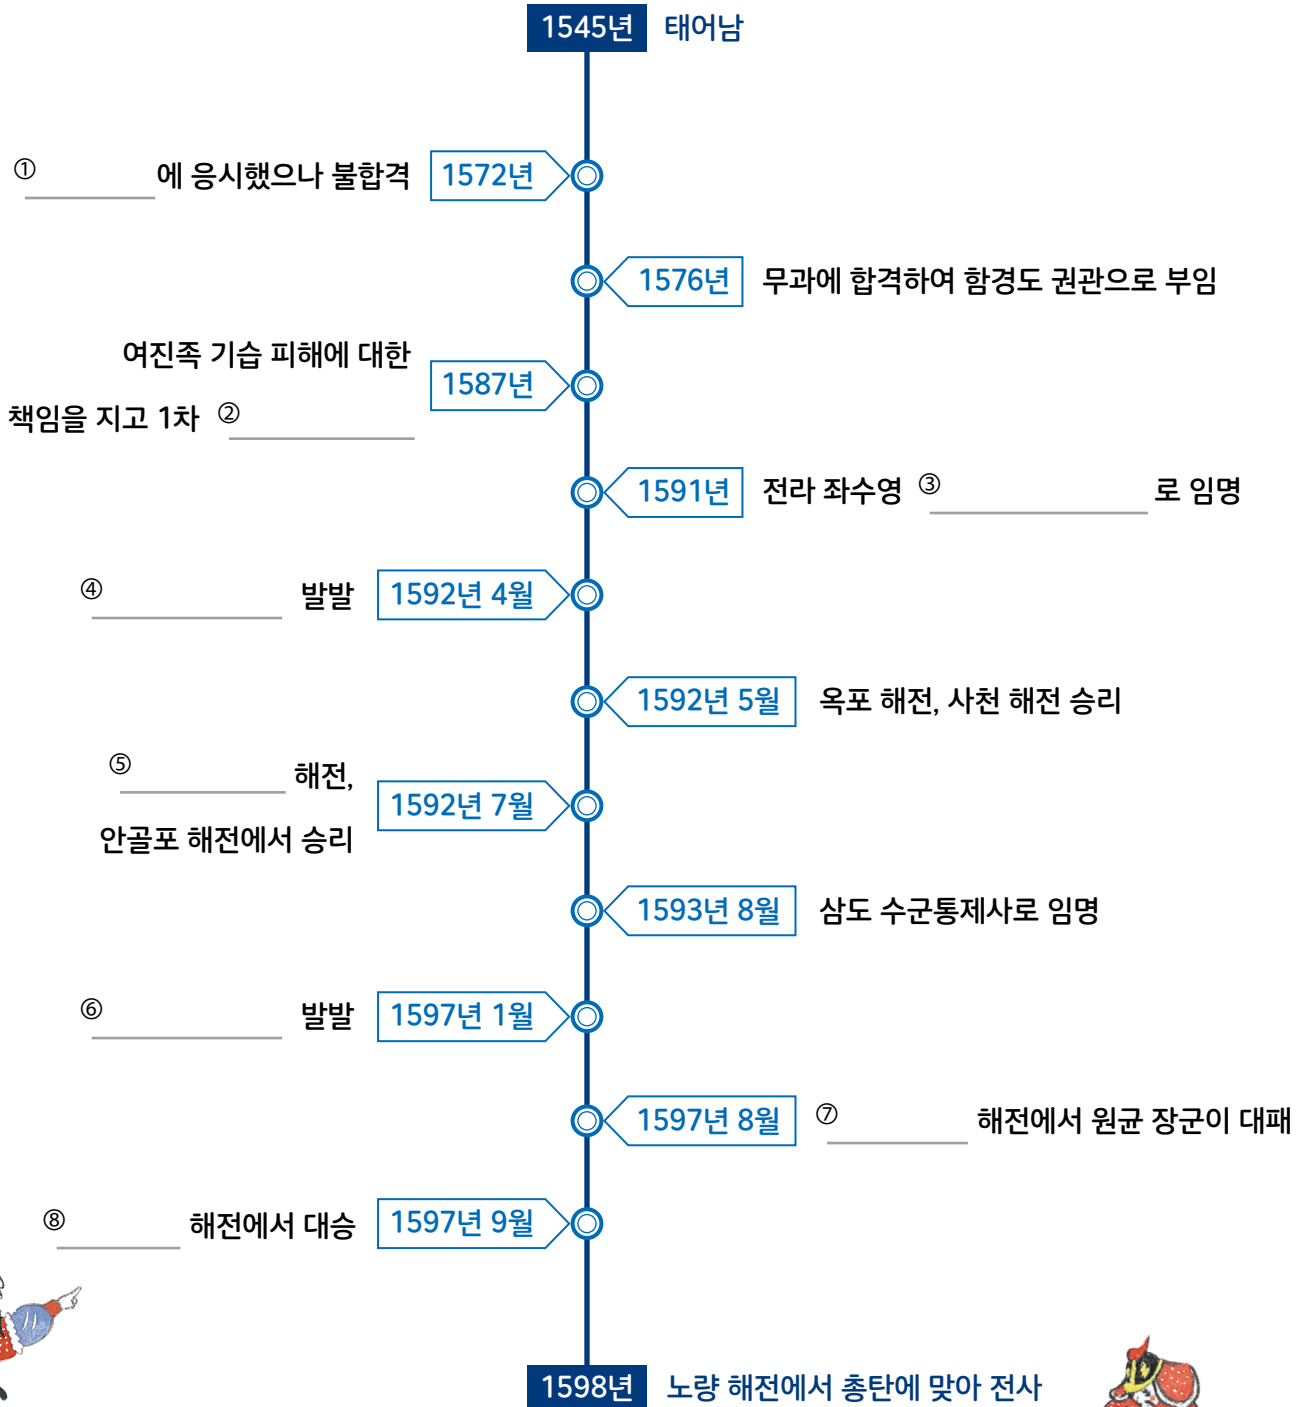 1545년 태어남
① 에 응시했으나 불합격 1572년
1576년 무과에 합격하여 함경도 권관으로 부임
여진족 기습 피해에 대한
책임을 지고 1차 ②
1587년
1591년 전라 좌수영 ③ 로 임명
④ 발발 1592년 4월
1592년 5월 옥포 해전, 사천 해전 승리
⑤ 해전,
안골포 해전에서 승리
1592년 7월
1593년 8월 삼도 수군통제사로 임명
⑥ 발발 1597년 1월
1597년 8월 ⑦ 해전에서 원균 장군이 대패
⑧ 해전에서 대승 1597년 9월
1598년 노량 해전에서 총탄에 맞아 전사